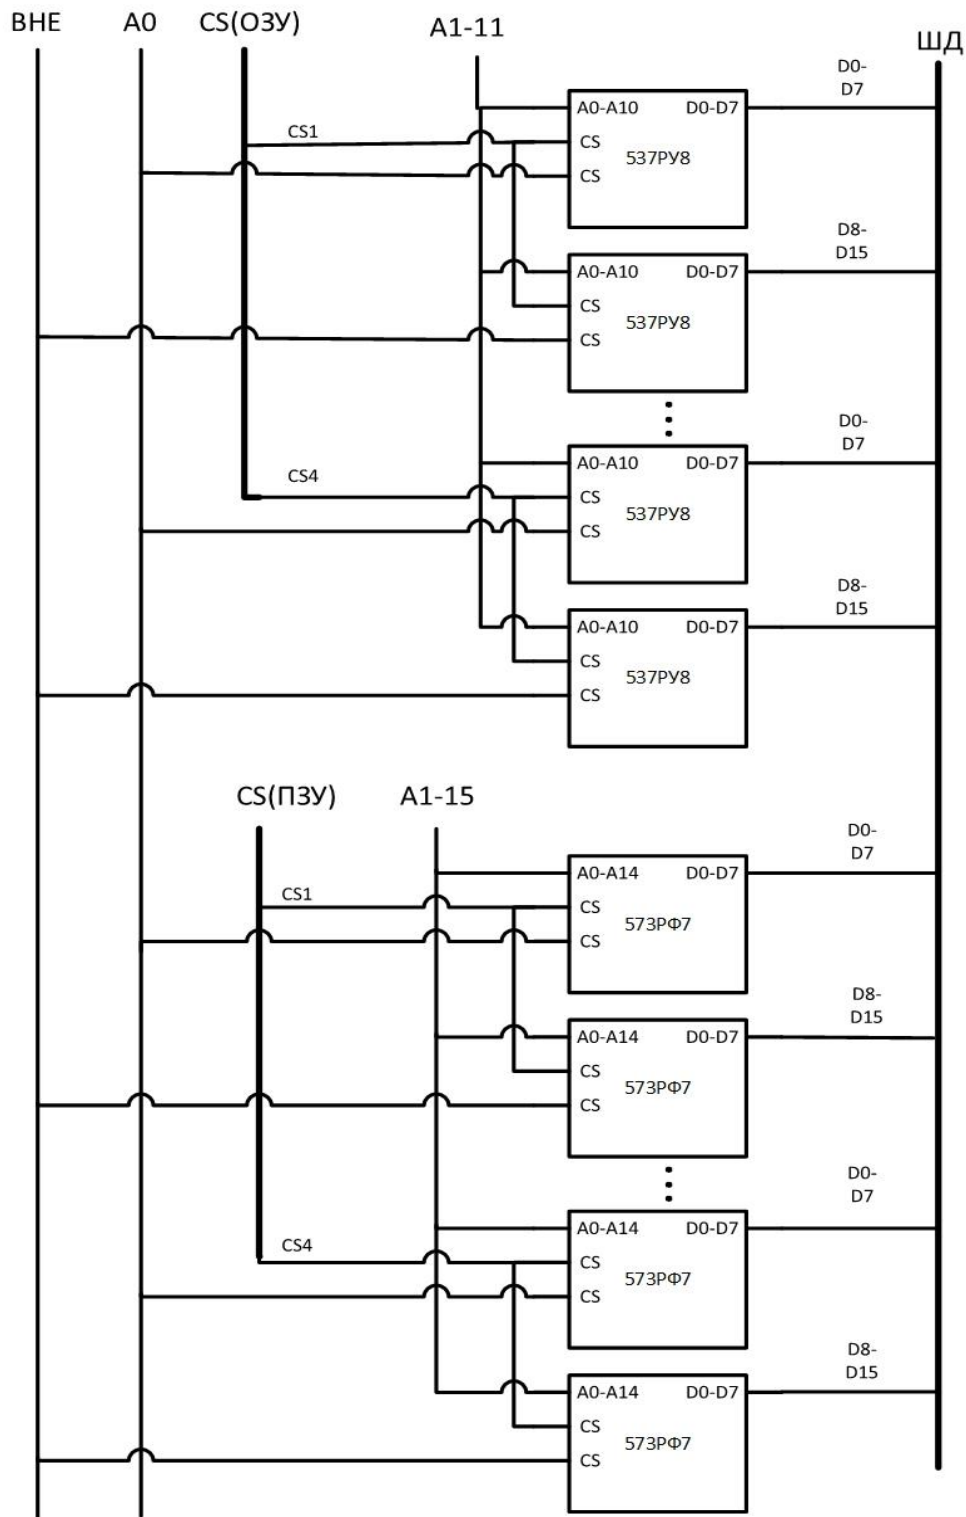 BHE A0 CS(ОЗУ) A1-11 ШД
D0-
D7
A0-A10 D0-D7
CS1
CS
537РУ8
CS
D8-
D15
A0-A10 D0-D7
CS
537РУ8
CS
D0-
D7
A0-A10 D0-D7
CS4
CS
537РУ8
CS
D8-
D15
A0-A10 D0-D7
CS
537РУ8
CS
CS(ПЗУ) A1-15
D0-
D7
A0-A14 D0-D7
CS1
CS
573РФ7
CS
D8-
D15
A0-A14 D0-D7
CS
573РФ7
CS
D0-
D7
A0-A14 D0-D7
CS4
CS
573РФ7
CS
D8-
D15
A0-A14 D0-D7
CS
573РФ7
CS